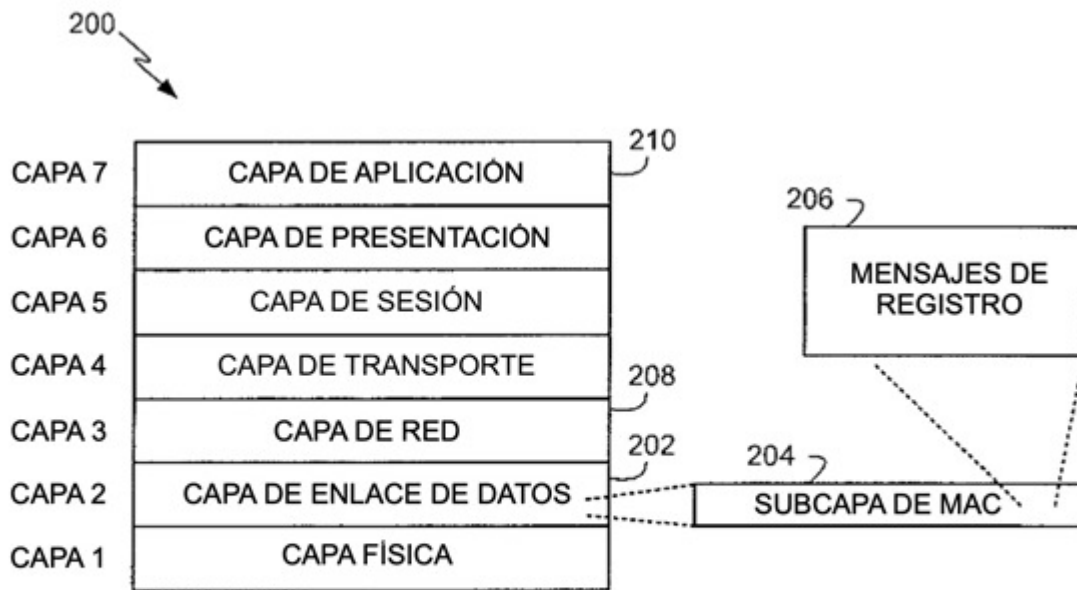 200
210
CAPA 7 CAPA DE APLICACIÓN
206
CAPA 6 CAPA DE PRESENTACIÓN
MENSAJES DE
REGISTRO
CAPA 5 CAPA DE SESIÓN
CAPA 4 CAPA DE TRANSPORTE
208
CAPA 3 CAPA DE RED
202
204
CAPA 2 CAPA DE ENLACE DE DATOS
SUBCAPA DE MAC
CAPA 1 CAPA FÍSICA